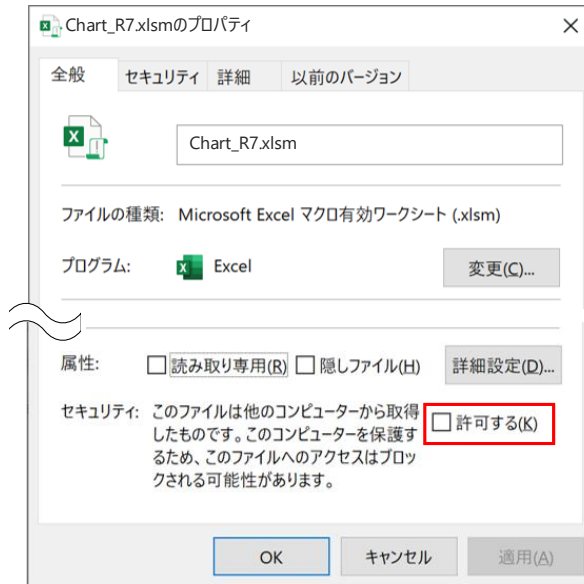 Chart_R7.xlsmのプロパティ
全般 セキュリティ 詳細 以前のバージョン
Chart_R7.xlsm
ファイルの種類: Microsoft Excel マクロ有効ワークシート (.xlsm)
プログラム: Excel 変更(C)...
属性: 読み取り専用(R) 隠しファイル(H) 詳細設定(D)...
セキュリティ: このファイルは他のコンピューターから取得 許可する(K)
したものです。このコンピューターを保護す
るため、このファイルへのアクセスはブロッ
クされる可能性があります。
OK キャンセル 適用(A)